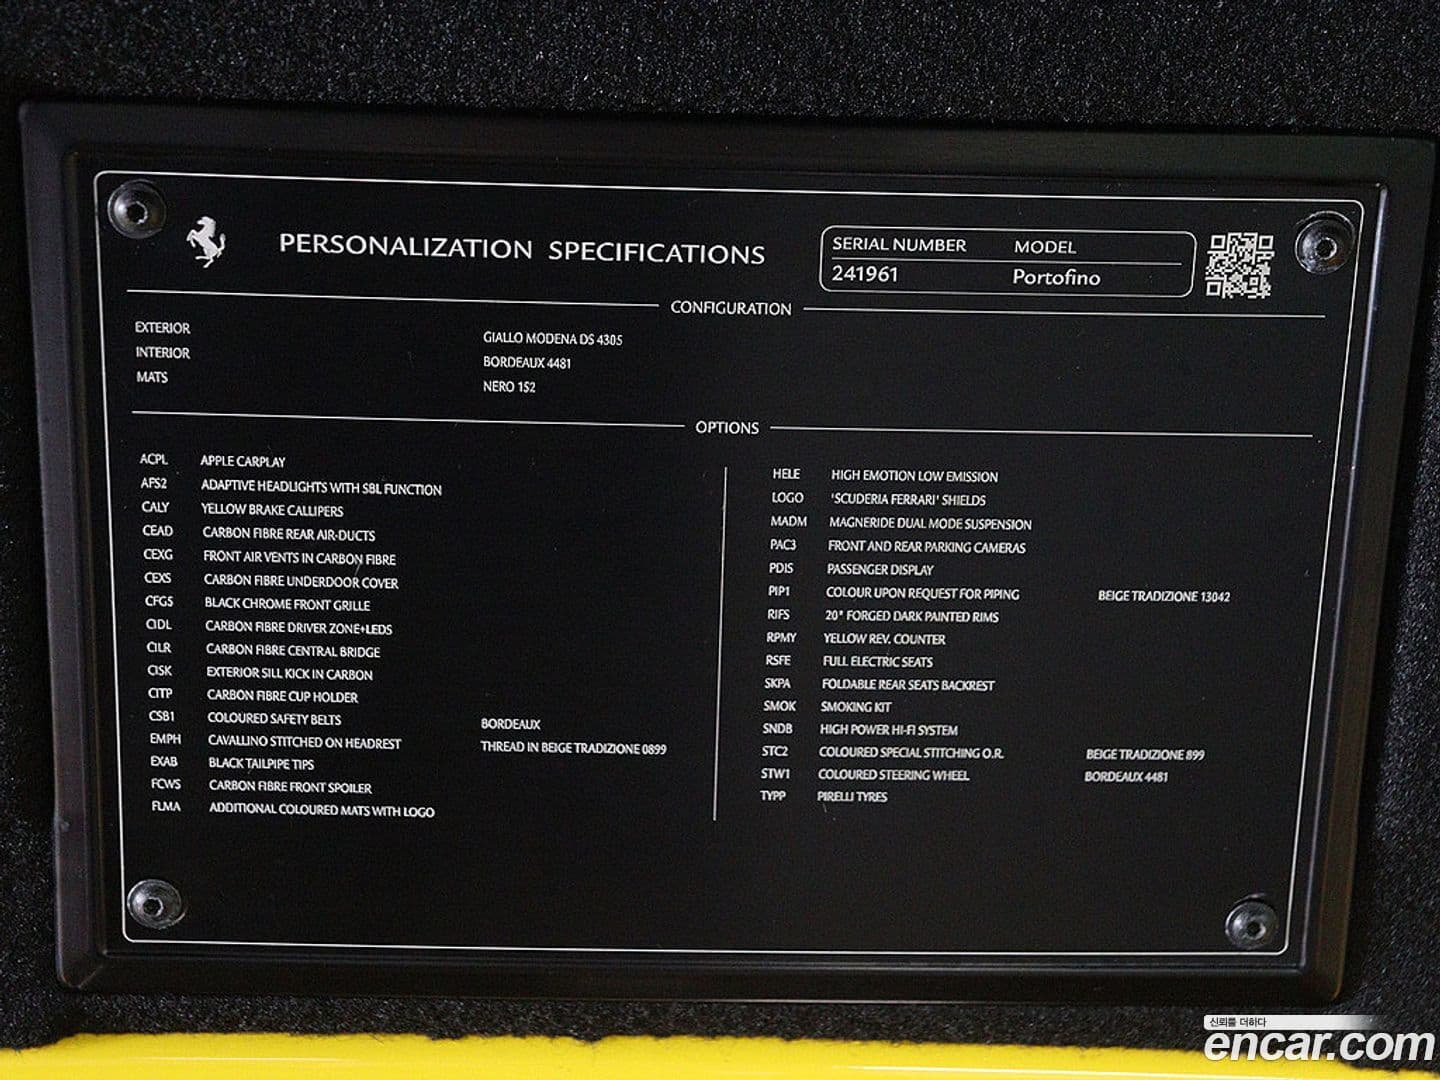 PERSONALIZATION SPECIFICATIONS
SERIAL NUMBER MODEL
241961 Portofino
CONFIGURATION
EXTERIOR GIALLO MODENA DS 4305
INTERIOR BORDEAUX 4481
MATS NERO 1S2
OPTIONS
ACPL APPLE CARPLAY
AFS2 ADAPTIVE HEADLIGHTS WITH SBL FUNCTION
CALY YELLOW BRAKE CALLIPERS
CEAD CARBON FIBRE REAR AIR-DUCTS
CEXG FRONT AIR VENTS IN CARBON FIBRE
CEXS CARBON FIBRE UNDERDOOR COVER
CFG5 BLACK CHROME FRONT GRILLE
CIDL CARBON FIBRE DRIVER ZONE+LEDS
CILR CARBON FIBRE CENTRAL BRIDGE
CISK EXTERIOR SILL KICK IN CARBON
CITP CARBON FIBRE CUP HOLDER
CSB1 COLOURED SAFETY BELTS BORDEAUX
EMPH CAVALLINO STITCHED ON HEADREST THREAD IN BEIGE TRADIZIONE 0899
EXAB BLACK TAILPIPE TIPS
FCWS CARBON FIBRE FRONT SPOILER
FLMA ADDITIONAL COLOURED MATS WITH LOGO
HELE HIGH EMOTION LOW EMISSION
LOGO 'SCUDERIA FERRARI' SHIELDS
MADM MAGNERIDE DUAL MODE SUSPENSION
PAC3 FRONT AND REAR PARKING CAMERAS
PDIS PASSENGER DISPLAY
PIP1 COLOUR UPON REQUEST FOR PIPING BEIGE TRADIZIONE 13042
RIFS 20" FORGED DARK PAINTED RIMS
RPMY YELLOW REV. COUNTER
RSFE FULL ELECTRIC SEATS
SKPA FOLDABLE REAR SEATS BACKREST
SMOK SMOKING KIT
SNDB HIGH POWER HI-FI SYSTEM
STC2 COLOURED SPECIAL STITCHING O.R. BEIGE TRADIZIONE 899
STW1 COLOURED STEERING WHEEL BORDEAUX 4481
TYPP PIRELLI TYRES
신뢰를 더하다
encar.com